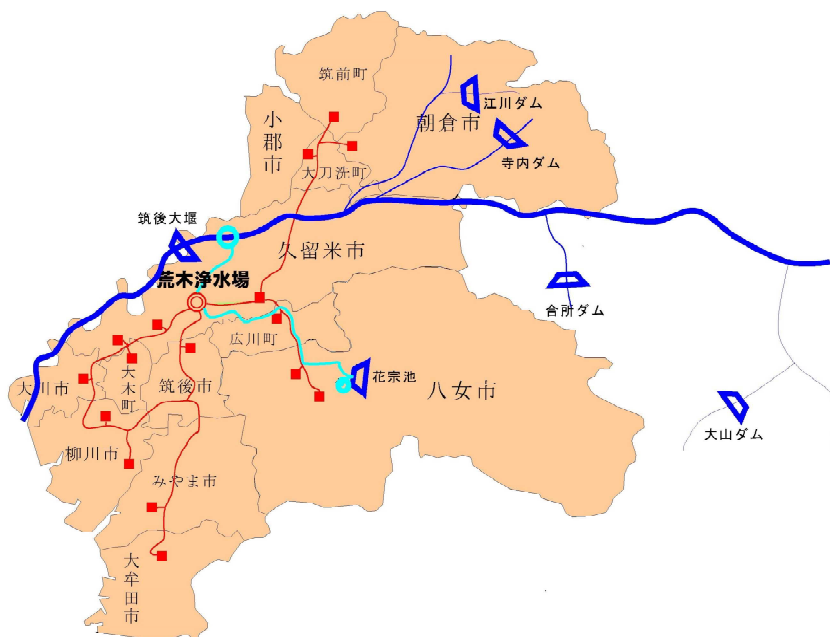 筑前町
江川ダム
小郡市
朝倉市
寺内ダム
大刀洗町
筑後大堰
久留米市
荒木浄水場
合所ダム
広川町
大川市
大木町
筑後市
花宗池
八女市
大山ダム
柳川市
みやま市
大牟田市